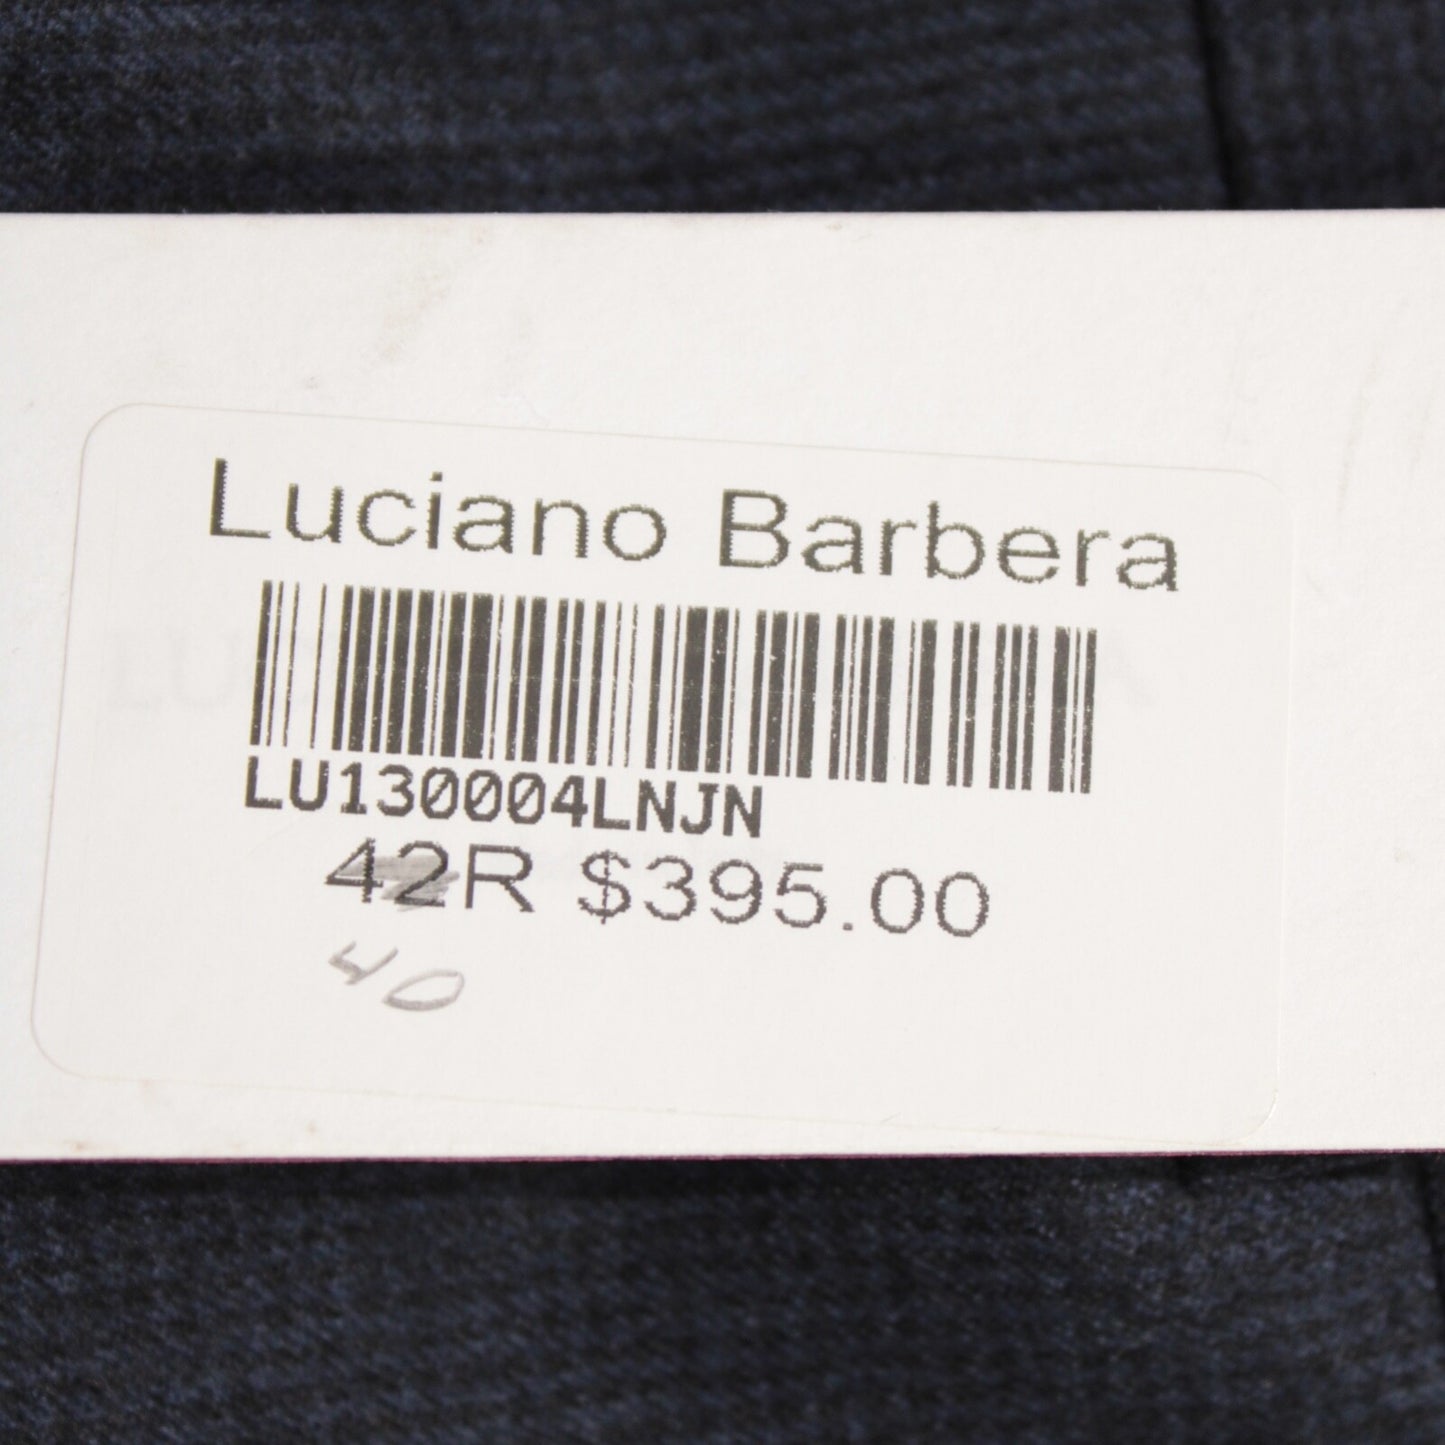 Luciano Barbera
LU130004LNJN
42R $395.00
40